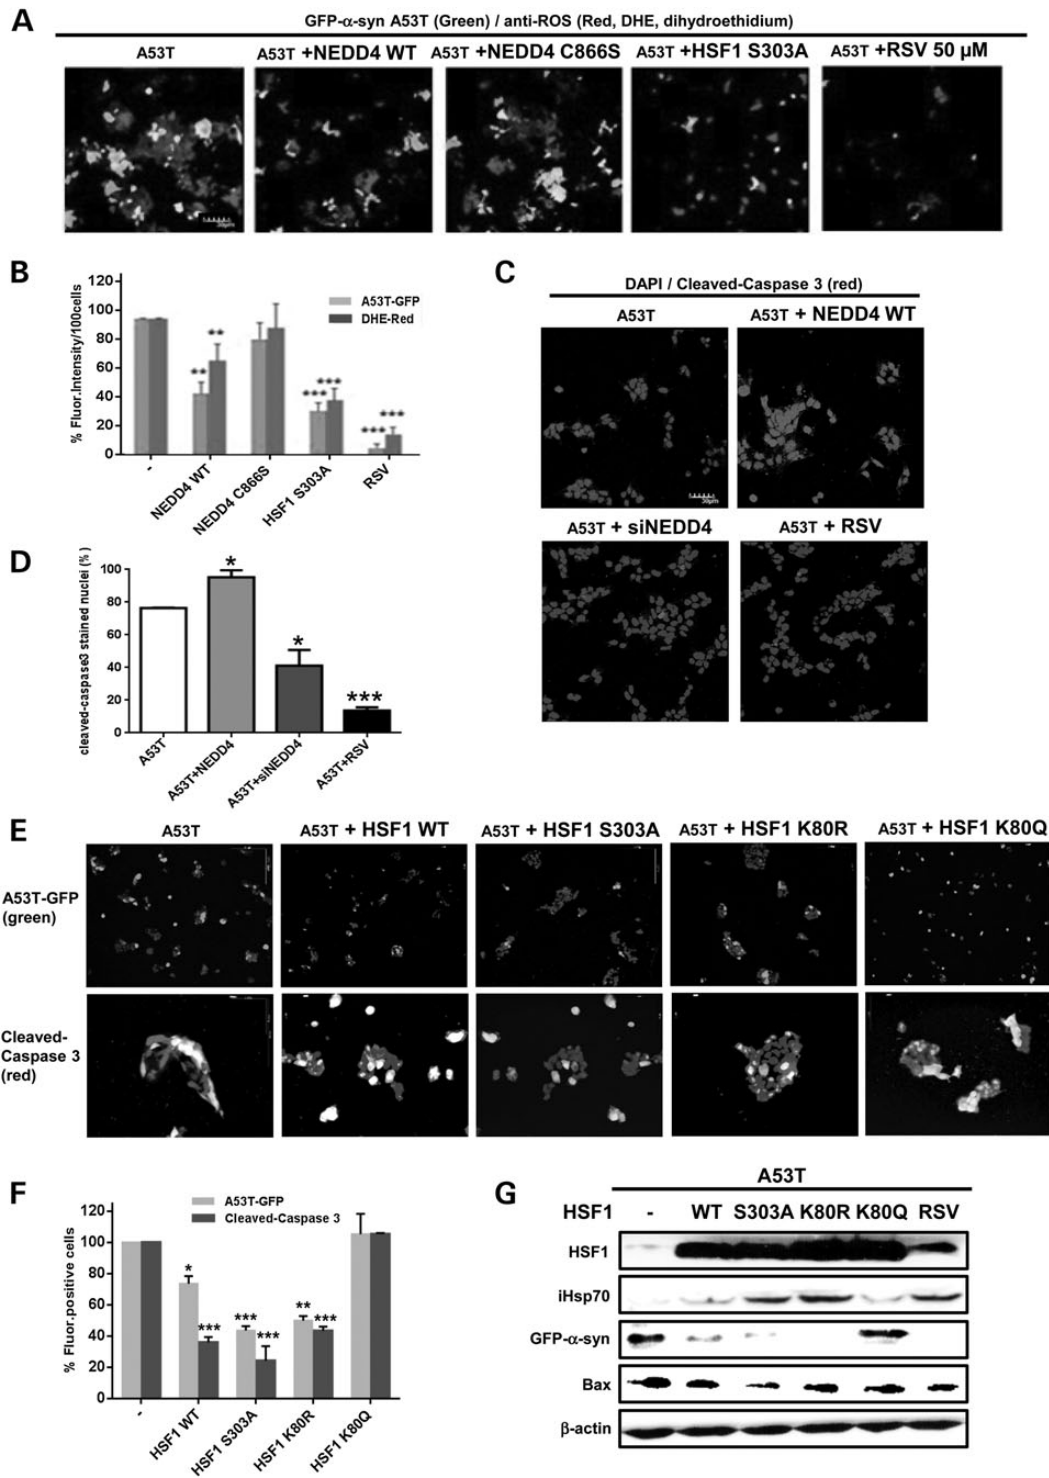 A
GFP-α-syn A53T (Green) / anti-ROS (Red, DHE, dihydroethidium)
A53T
A53T +NEDD4 WT
A53T +NEDD4 C866S
A53T +HSF1 S303A
A53T +RSV 50 µM
30µm
B
% Fluor.Intensity/100cells
120
100
80
60
40
20
0
A53T-GFP
DHE-Red
** **
*** ***
*** ***
-
NEDD4 WT
NEDD4 C866S
HSF1 S303A
RSV
C
DAPI / Cleaved-Caspase 3 (red)
A53T
A53T + NEDD4 WT
30µm
A53T + siNEDD4
A53T + RSV
D
cleaved-caspase3 stained nuclei (%)
100
80
60
40
20
0
*
*
***
A53T
A53T+NEDD4
A53T+siNEDD4
A53T+RSV
E
A53T
A53T + HSF1 WT
A53T + HSF1 S303A
A53T + HSF1 K80R
A53T + HSF1 K80Q
A53T-GFP
(green)
Cleaved-
Caspase 3
(red)
F
% Fluor.positive cells
120
100
80
60
40
20
0
A53T-GFP
Cleaved-Caspase 3
* ***
*** ***
** ***
-
HSF1 WT
HSF1 S303A
HSF1 K80R
HSF1 K80Q
G
A53T
HSF1 - WT S303A K80R K80Q RSV
HSF1
iHsp70
GFP-α-syn
Bax
β-actin